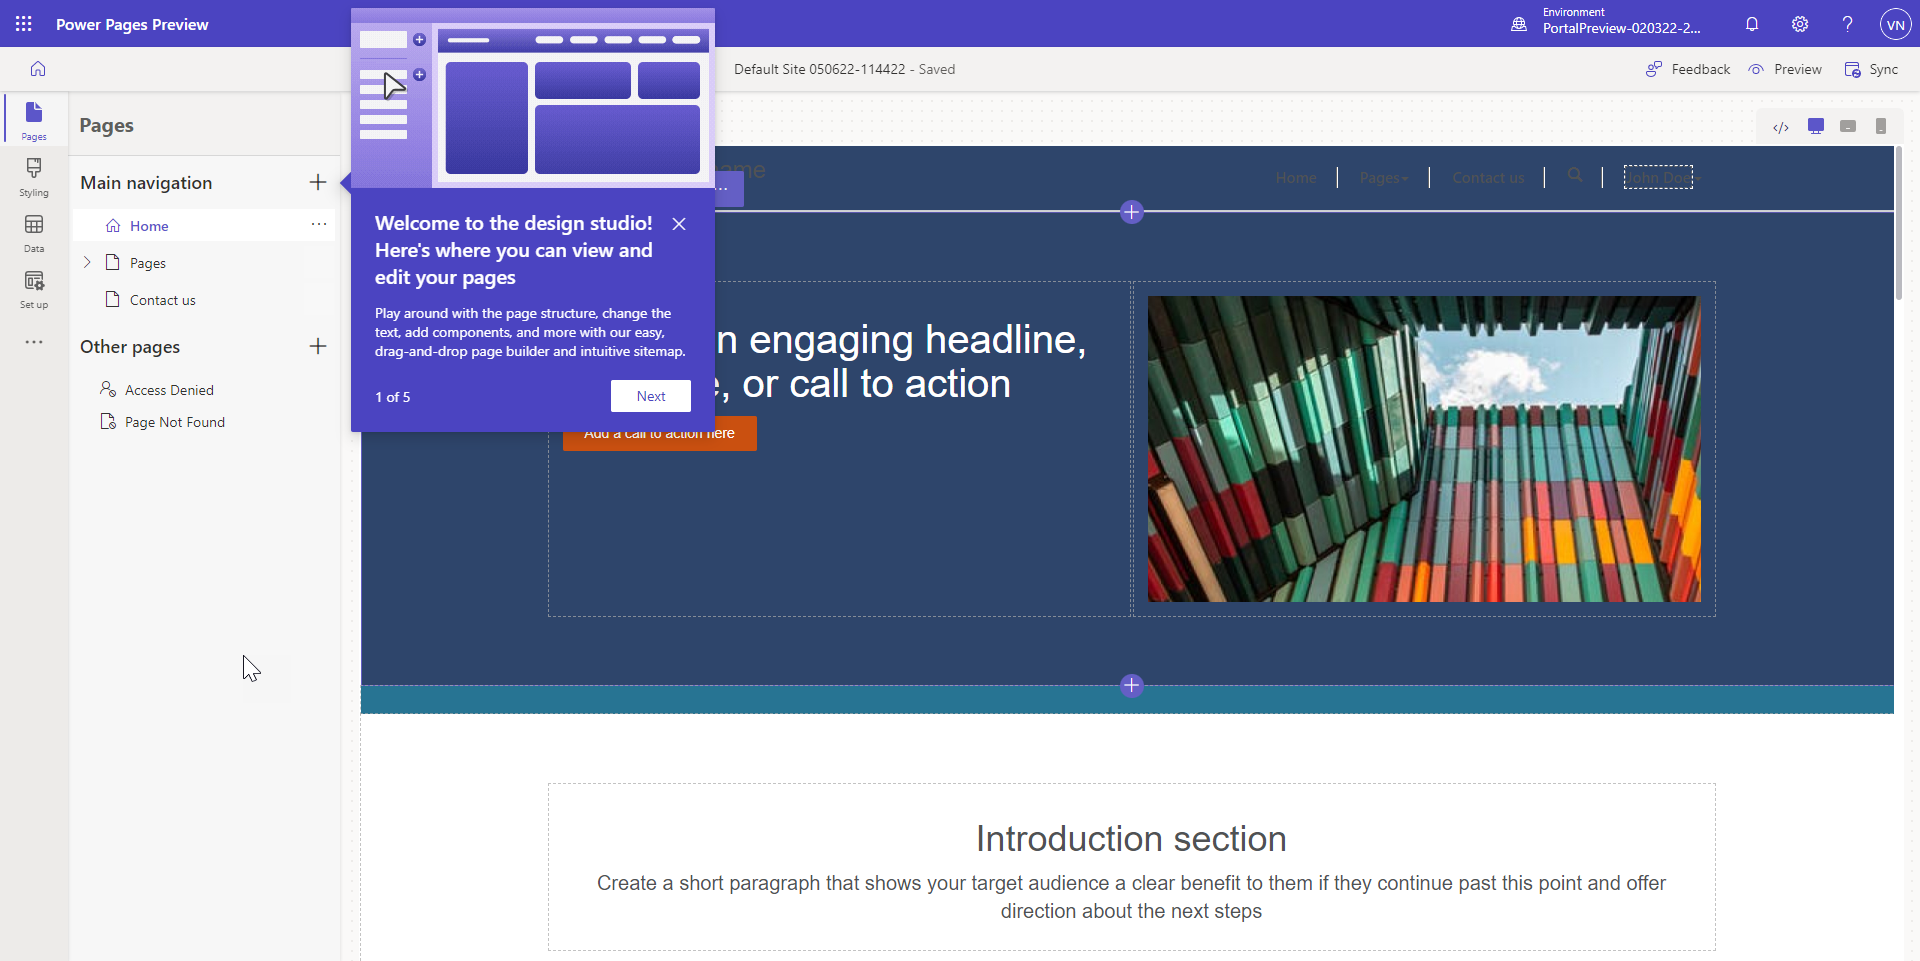 Power Pages Preview
Environment
PortalPreview-020322-2...
VN
Default Site 050622-114422 - Saved
Feedback
Preview
Sync
Pages
Styling
Data
Set up
Pages
Main navigation
Home
Pages
Contact us
Other pages
Access Denied
Page Not Found
Welcome to the design studio!
Here's where you can view and
edit your pages
Play around with the page structure, change the
text, add components, and more with our easy,
drag-and-drop page builder and intuitive sitemap.
1 of 5
Next
Home
Pages
Contact us
John Doe
n engaging headline,
, or call to action
Add a call to action here
Introduction section
Create a short paragraph that shows your target audience a clear benefit to them if they continue past this point and offer
direction about the next steps